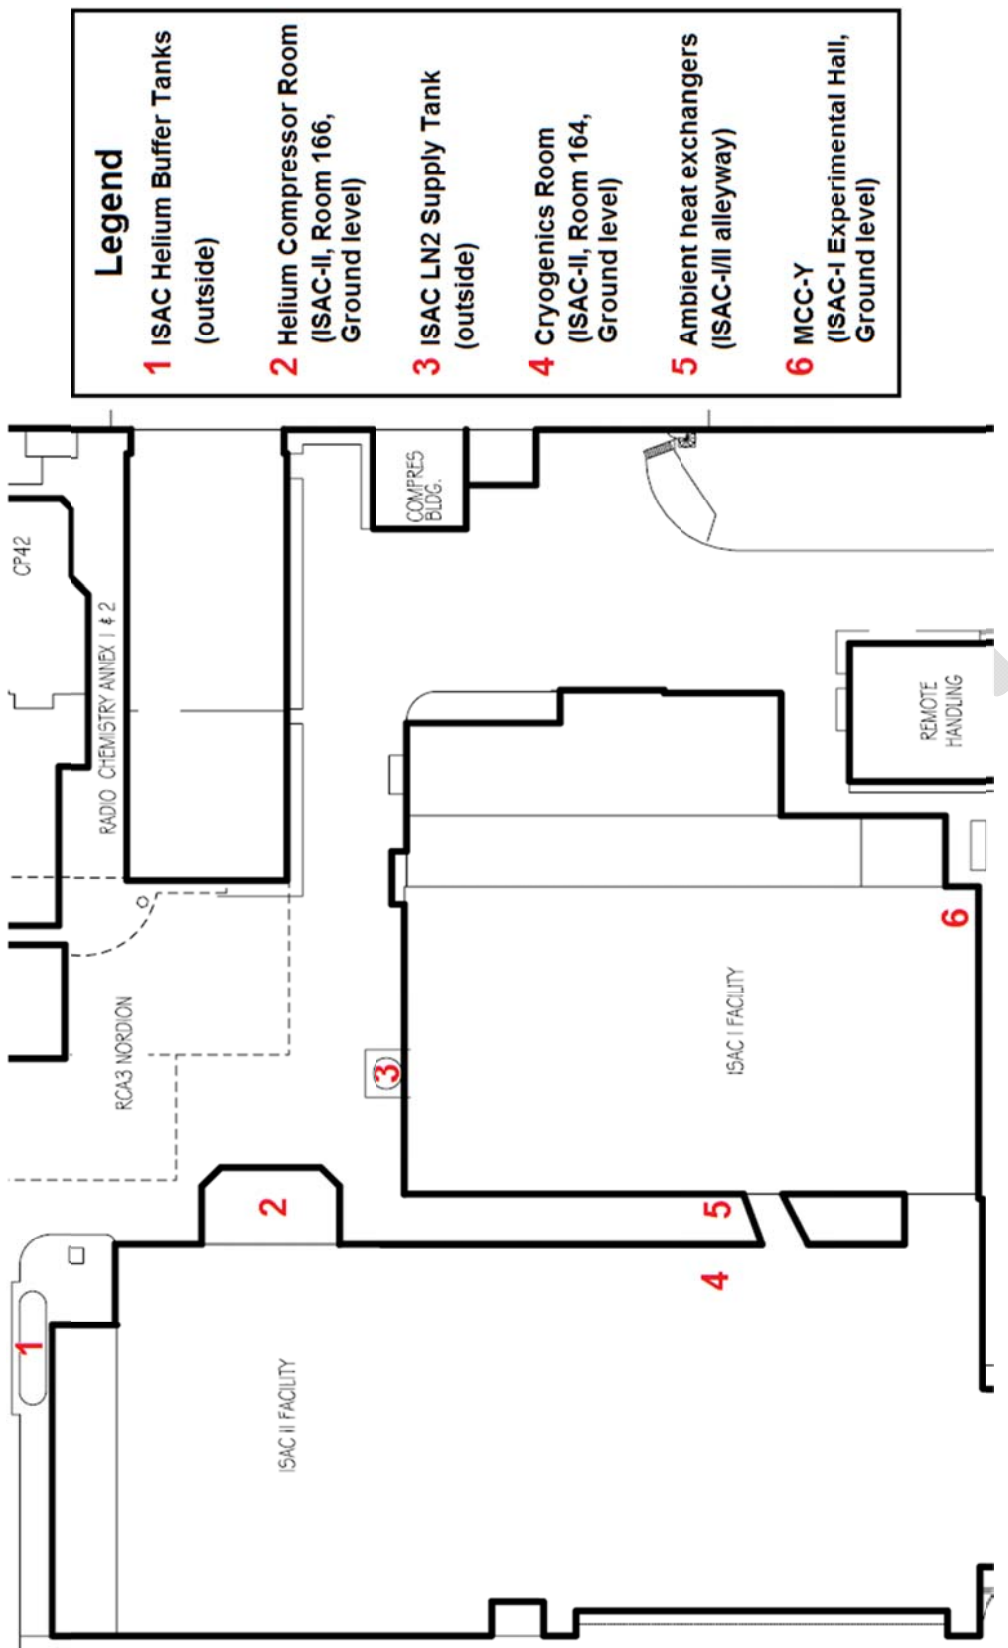 Legend
1 ISAC Helium Buffer Tanks
(outside)
2 Helium Compressor Room
(ISAC-II, Room 166,
Ground level)
3 ISAC LN2 Supply Tank
(outside)
4 Cryogenics Room
(ISAC-II, Room 164,
Ground level)
5 Ambient heat exchangers
(ISAC-I/II alleyway)
6 MCC-Y
(ISAC-I Experimental Hall,
Ground level)
CP42
RADIO CHEMISTRY ANNEX 1 & 2
COMPRES
BLDG.
REMOTE
HANDLING
RCA3 NORDION
ISAC I FACILITY
ISAC II FACILITY
1
2
3
4
5
6